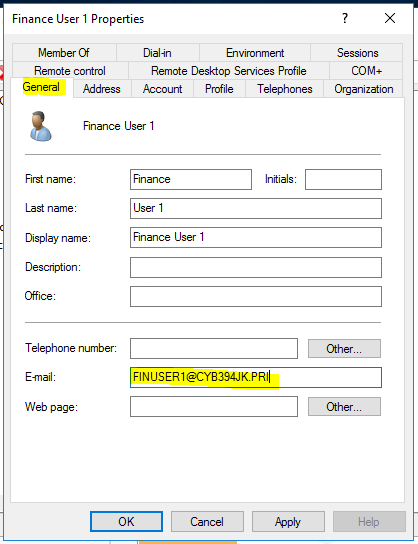 Finance User 1 Properties ? ×
Member Of Dial-in Environment Sessions
Remote control Remote Desktop Services Profile COM+
General Address Account Profile Telephones Organization
Finance User 1
First name: Finance Initials:
Last name: User 1
Display name: Finance User 1
Description:
Office:
Telephone number: Other...
E-mail: FINUSER1@CYB394JK.PRI
Web page: Other...
OK Cancel Apply Help